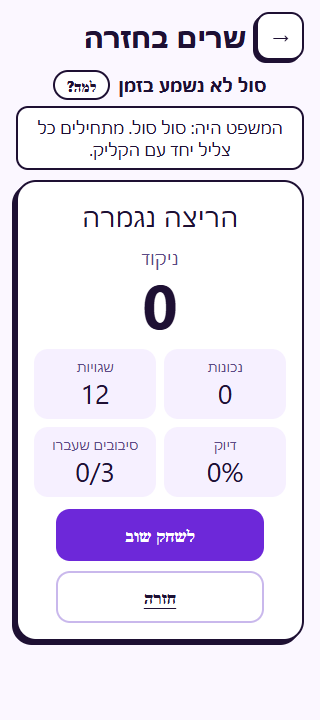 שרים בחזרה
→
סול לא נשמע בזמן
למה?
המשפט היה: סול סול. מתחילים כל
צליל יחד עם הקליק.
הריצה נגמרה
ניקוד
0
נכונות
0
שגויות
12
דיוק
0%
סיבובים שעברו
0/3
לשחק שוב
חזרה